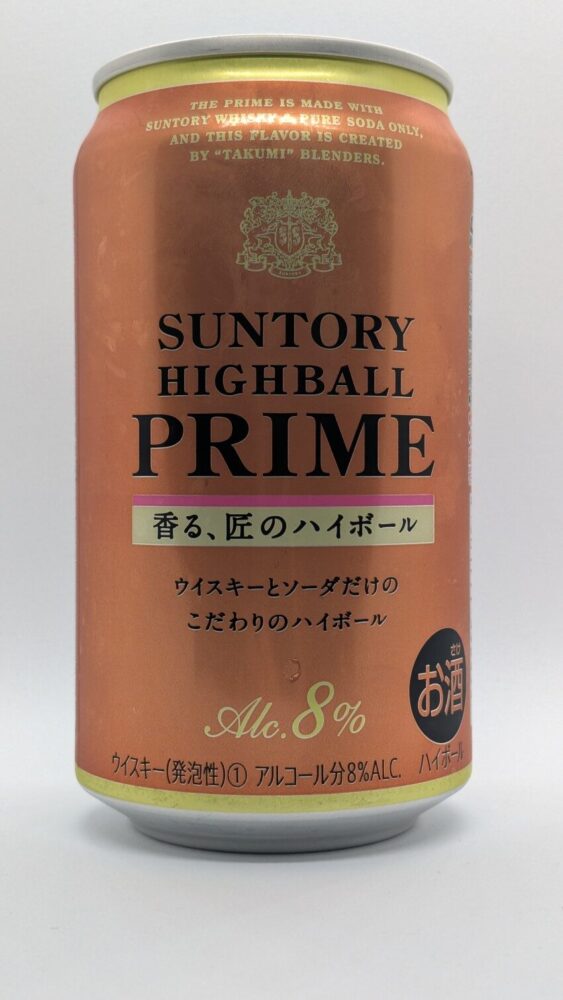 THE PRIME IS MADE WITH
SUNTORY WHISKY & PURE SODA ONLY,
AND THIS FLAVOR IS CREATED
BY "TAKUMI" BLENDERS.
SUNTORY
SUNTORY
HIGHBALL
PRIME
香る、匠のハイボール
ウイスキーとソーダだけの
こだわりのハイボール
Alc.8%
さけ
お酒
ハイボール
ウイスキー(発泡性)① アルコール分8%ALC.